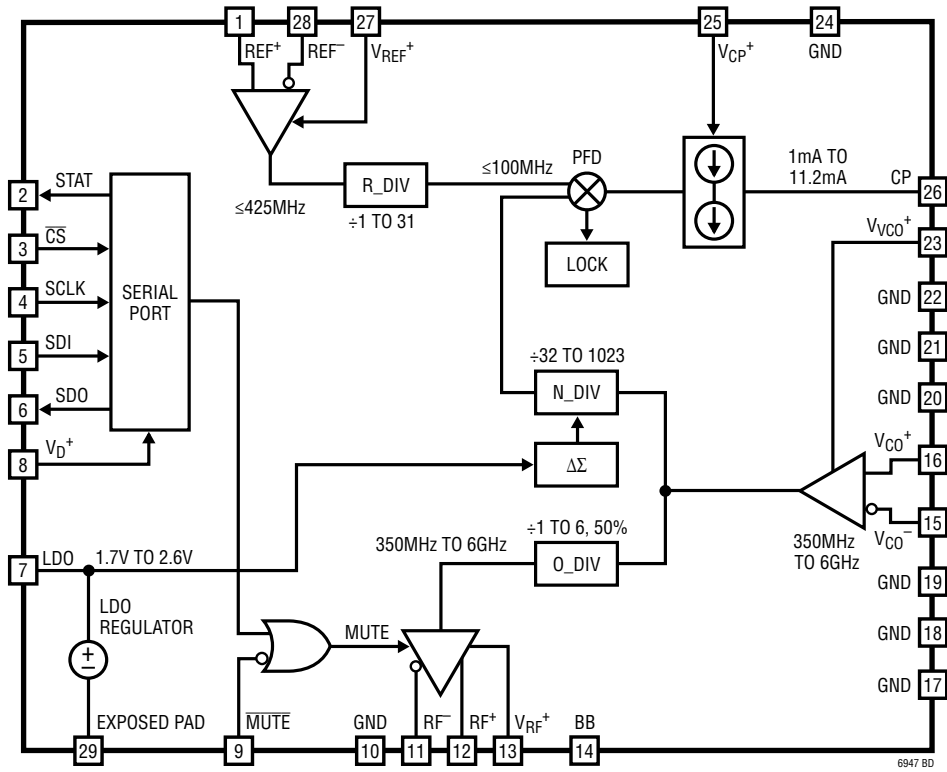 1
28
27
25
24
REF+
REF−
VREF+
VCP+
GND
R_DIV
÷1 TO 31
≤425MHz
≤100MHz
PFD
LOCK
1mA TO
11.2mA
CP
26
2
STAT
3
CS
4
SCLK
5
SDI
6
SDO
8
VD+
SERIAL
PORT
VVCO+
23
GND
22
GND
21
GND
20
÷32 TO 1023
N_DIV
ΔΣ
VCO+
16
VCO−
15
350MHz
TO 6GHz
7
LDO
1.7V TO 2.6V
350MHz TO 6GHz
÷1 TO 6, 50%
O_DIV
GND
19
GND
18
GND
17
LDO
REGULATOR
+
−
MUTE
EXPOSED PAD
MUTE
GND
RF−
RF+
VRF+
BB
29
9
10
11
12
13
14
6947 BD